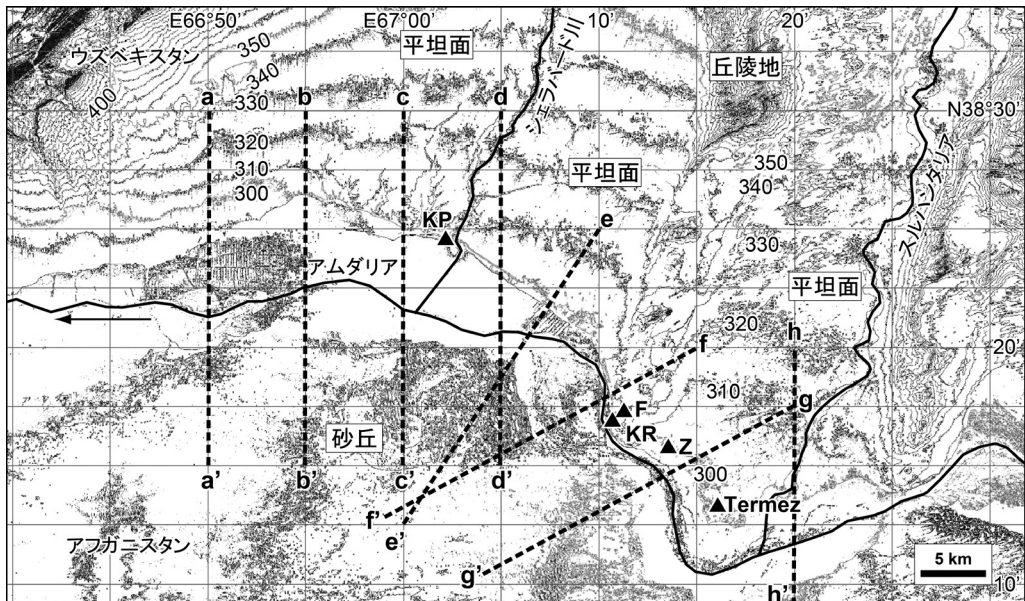 E66°50' E67°00' 10' 20'
ウズベキスタン
350
340
330
320
310
300
400
平坦面
シェラバード川
丘陵地
N38°30'
スルハンダリア
350
340
330
320
310
300
平坦面
平坦面
a b c d
e
f
g
h
KP
アムダリア
20'
F
KR
Z
Termez
砂丘
a' b' c' d'
f'
e'
g'
h'
アフガニスタン
5 km
10'